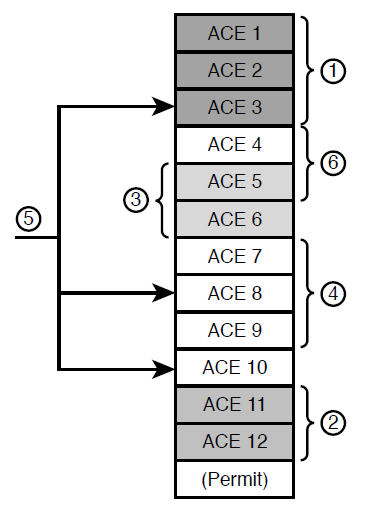 ACE 1
ACE 2
①
ACE 3
ACE 4
⑥
ACE 5
③
⑤
ACE 6
ACE 7
ACE 8
④
ACE 9
ACE 10
ACE 11
②
ACE 12
(Permit)